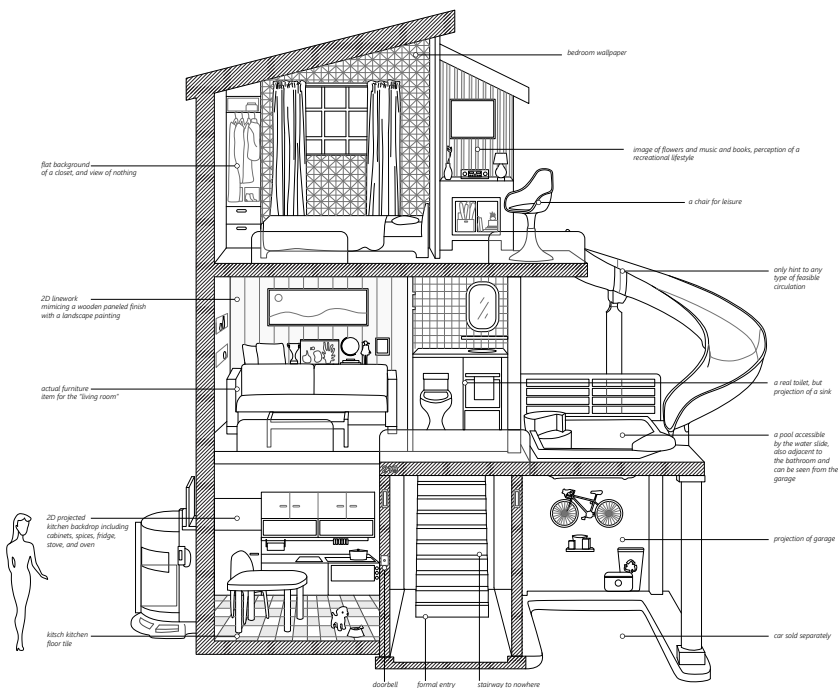 bedroom wallpaper
image of flowers and music and books, perception of a
recreational lifestyle
flat background
of a closet, and view of nothing
a chair for leisure
only hint to any
type of feasible
circulation
2D linework
mimicing a wooden paneled finish
with a landscape painting
actual furniture
item for the "living room"
a real toilet, but
projection of a sink
a pool accessible
by the water slide,
also adjacent to
the bathroom and
can be seen from the
garage
2D projected
kitchen backdrop including
cabinets, spices, fridge,
stove, and oven
projection of garage
kitsch kitchen
floor tile
car sold separately
doorbell
formal entry
stairway to nowhere